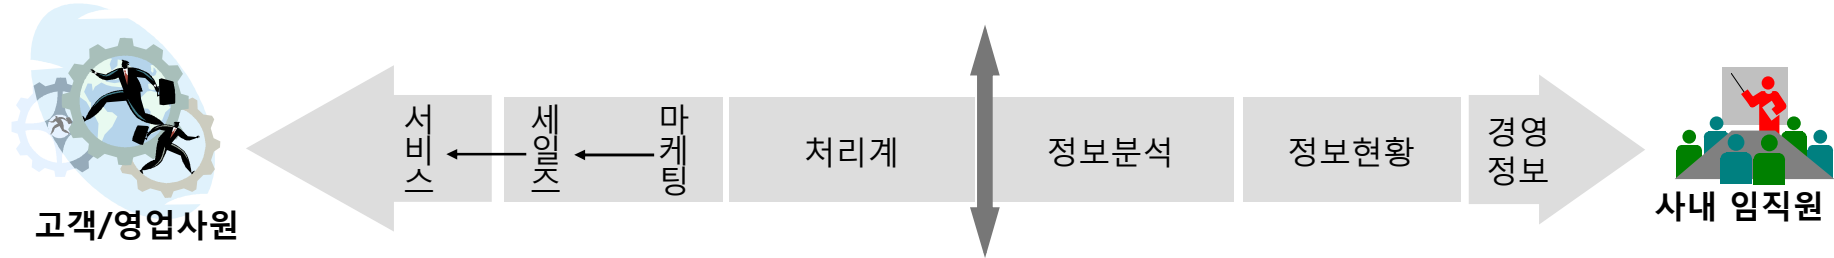 서비스
세일즈
마케팅
처리계
정보분석
정보현황
경영
정보
고객/영업사원
사내 임직원